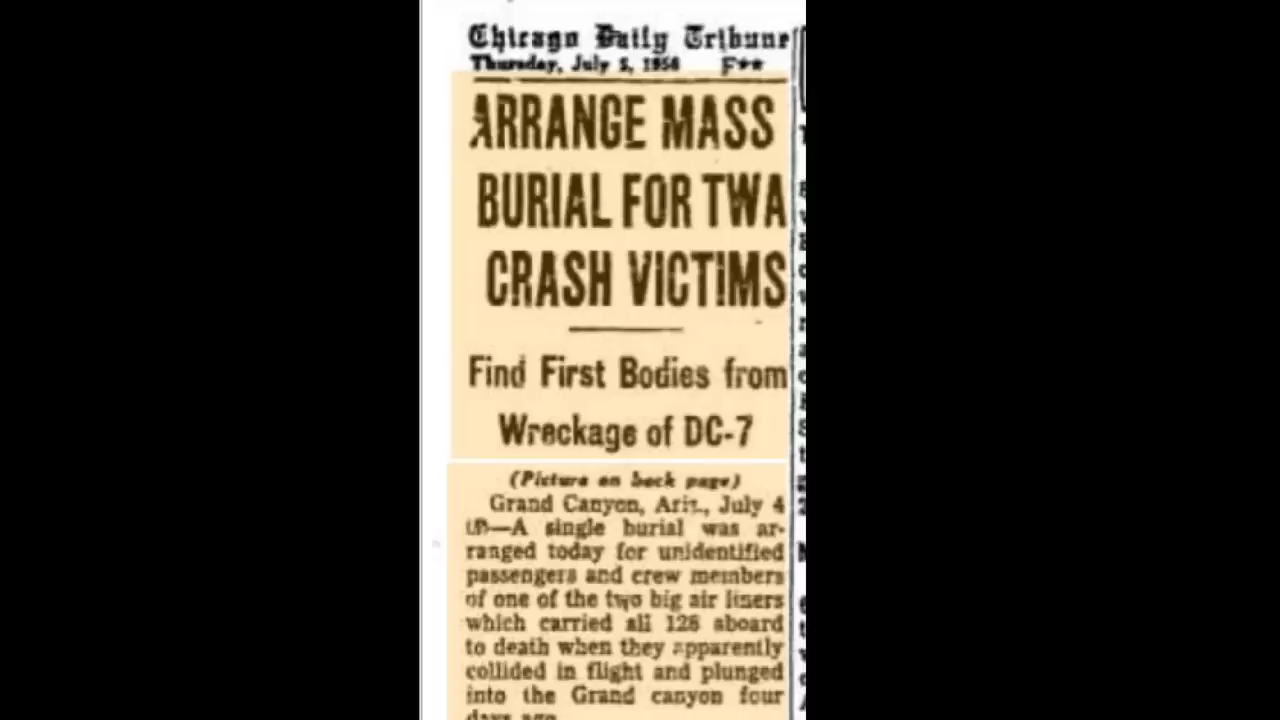 Chicago Daily Tribune
Thursday, July 5, 1956 F**
ARRANGE MASS
BURIAL FOR TWA
CRASH VICTIMS
Find First Bodies from
Wreckage of DC-7
(Picture on back page)
Grand Canyon, Ariz., July 4
(P)—A single burial was ar-
ranged today for unidentified
passengers and crew members
of one of the two big air liners
which carried all 128 aboard
to death when they apparently
collided in flight and plunged
into the Grand canyon four
days ago.